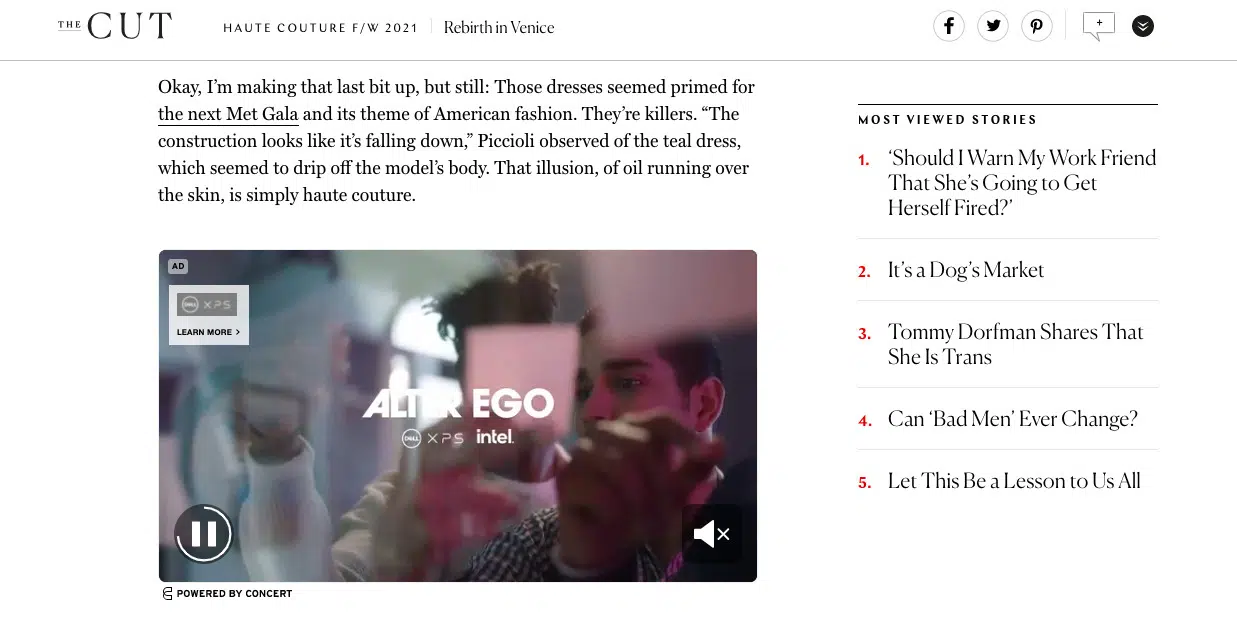 THE CUT
HAUTE COUTURE F/W 2021
Rebirth in Venice
Okay, I’m making that last bit up, but still: Those dresses seemed primed for
the next Met Gala and its theme of American fashion. They’re killers. “The
construction looks like it’s falling down,” Piccioli observed of the teal dress,
which seemed to drip off the model’s body. That illusion, of oil running over
the skin, is simply haute couture.
AD
DELL XPS
LEARN MORE >
ALTER EGO
DELL XPS intel.
POWERED BY CONCERT
MOST VIEWED STORIES
1. ‘Should I Warn My Work Friend
That She’s Going to Get
Herself Fired?’
2. It’s a Dog’s Market
3. Tommy Dorfman Shares That
She Is Trans
4. Can ‘Bad Men’ Ever Change?
5. Let This Be a Lesson to Us All